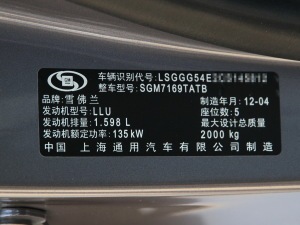 车辆识别代号: LSGGG54E
整车型号: SGM7169TATB
品牌: 雪佛兰 制造年月: 12-04
发动机型号: LLU 座位数: 5
发动机排量: 1.598 L 最大设计总质量
发动机额定功率: 135 kW 2000 kg
中国 上海通用汽车有限公司 制造